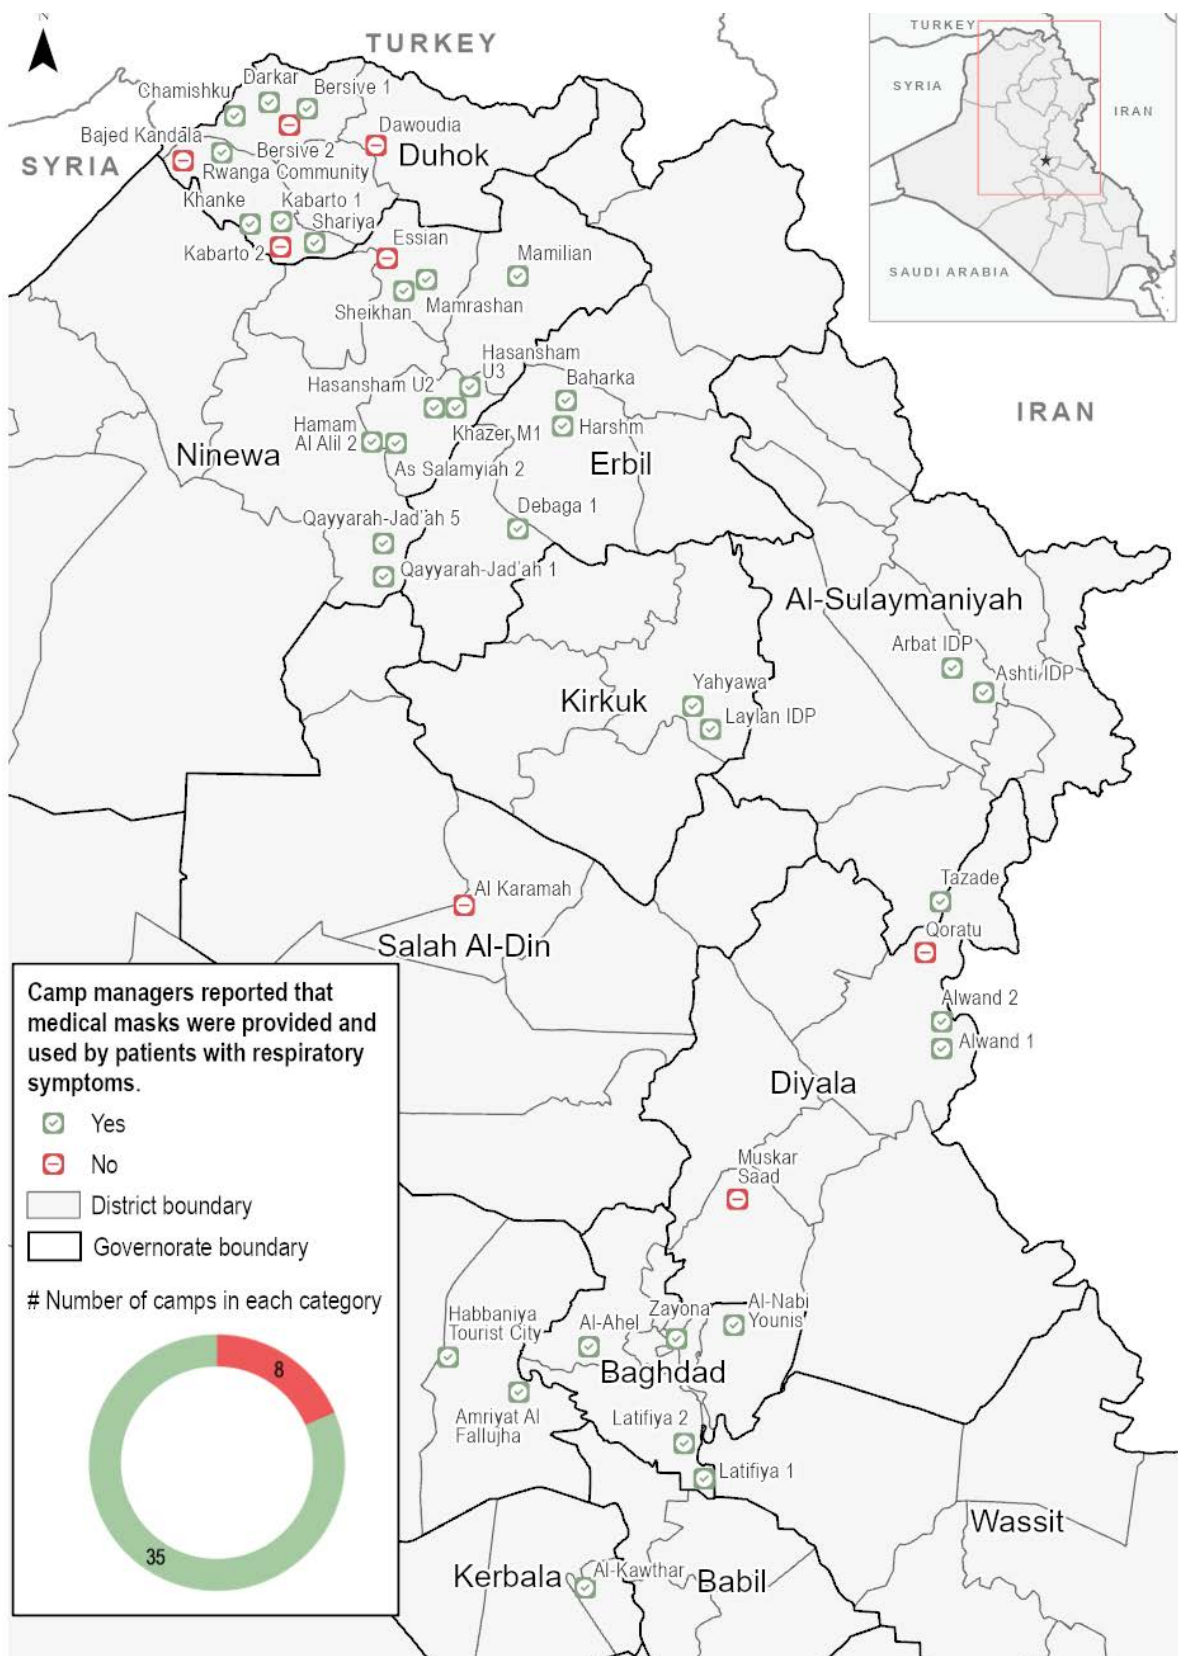 N
TURKEY
SYRIA
IRAN
TURKEY
SYRIA
IRAN
SAUDI ARABIA
Darkar
Chamishku
Bersive 1
Bajed Kandala
Bersive 2
Dawoudia
Duhok
Rwanga Community
Khanke
Kabarto 1
Shariya
Kabarto 2
Essian
Mamilian
Sheikhan
Mamrashan
Hasansham
U3
Hasansham U2
Baharka
Hamam
Al Alil 2
Khazer M1
Harshm
Ninewa
As Salamyiah 2
Erbil
Qayyarah-Jad'ah 5
Debaga 1
Qayyarah-Jad'ah 1
Al-Sulaymaniyah
Arbat IDP
Ashti IDP
Kirkuk
Yahyawa
Laylan IDP
Al Karamah
Tazade
Salah Al-Din
Qoratu
Alwand 2
Alwand 1
Diyala
Muskar
Saad
Habbaniya
Tourist City
Al-Ahel
Zayona
Al-Nabi
Younis
Baghdad
Amriyat Al
Fallujha
Latifiya 2
Latifiya 1
Wassit
Kerbala
Al-Kawthar
Babil
Camp managers reported that
medical masks were provided and
used by patients with respiratory
symptoms.
Yes
No
District boundary
Governorate boundary
# Number of camps in each category
8
35